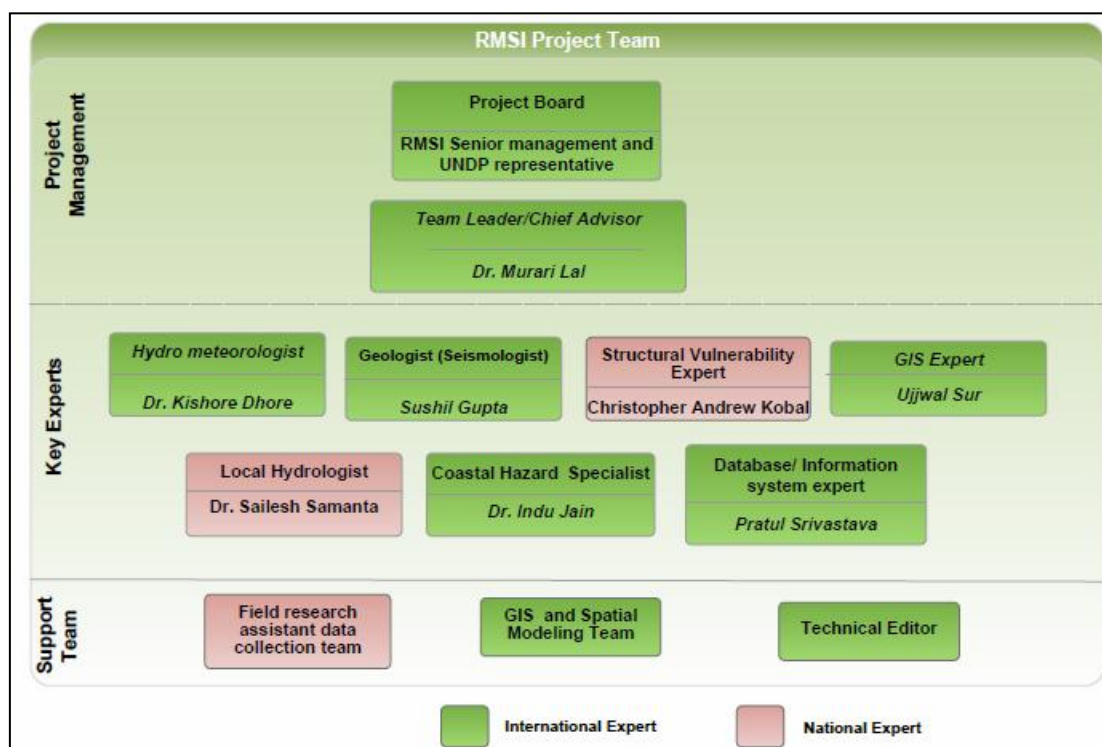 RMSI Project Team
Project
Management
Project Board
RMSI Senior management and
UNDP representative
Team Leader/Chief Advisor
Dr. Murari Lal
Key Experts
Hydro meteorologist
Dr. Kishore Dhore
Geologist (Seismologist)
Sushil Gupta
Structural Vulnerability
Expert
Christopher Andrew Kobal
GIS Expert
Ujjwal Sur
Local Hydrologist
Dr. Sailesh Samanta
Coastal Hazard Specialist
Dr. Indu Jain
Database/ Information
system expert
Pratul Srivastava
Support
Team
Field research
assistant data
collection team
GIS and Spatial
Modeling Team
Technical Editor
International Expert
National Expert